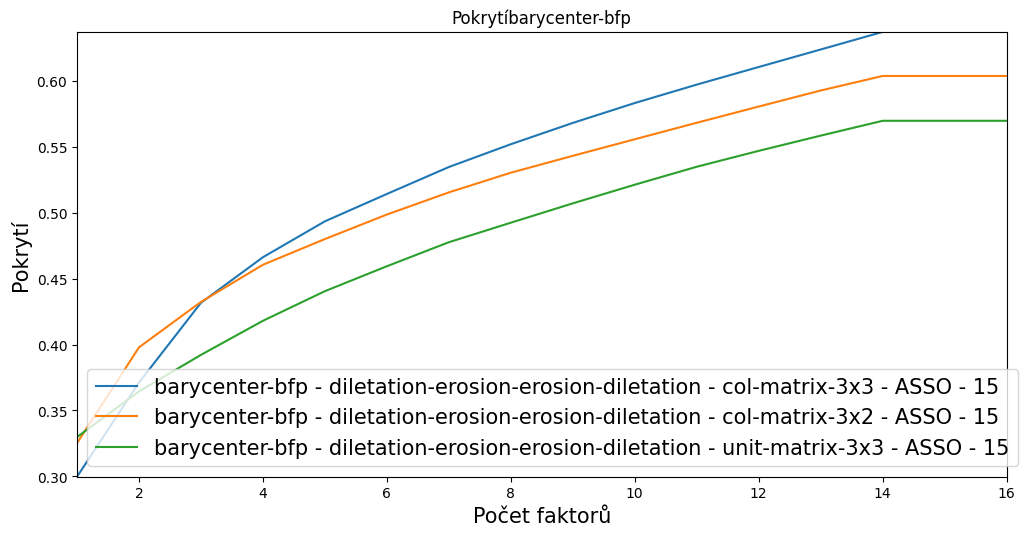 Pokrytíbarycenter-bfp
0.60
0.55
0.50
0.45
0.40
0.35
0.30
Pokrytí
barycenter-bfp - diletation-erosion-erosion-diletation - col-matrix-3x3 - ASSO - 15
barycenter-bfp - diletation-erosion-erosion-diletation - col-matrix-3x2 - ASSO - 15
barycenter-bfp - diletation-erosion-erosion-diletation - unit-matrix-3x3 - ASSO - 15
2 4 6 8 10 12 14 16
Počet faktorů